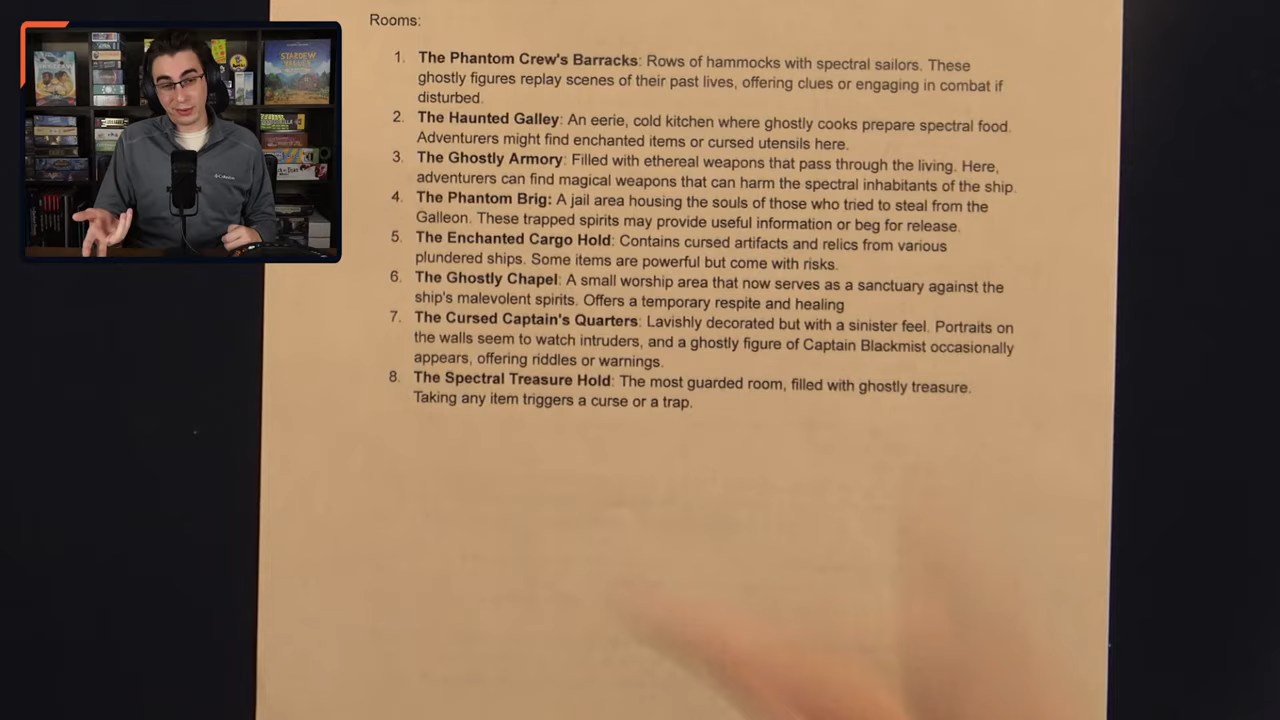 Rooms:
1. The Phantom Crew's Barracks: Rows of hammocks with spectral sailors. These
ghostly figures replay scenes of their past lives, offering clues or engaging in combat if
disturbed.
2. The Haunted Galley: An eerie, cold kitchen where ghostly cooks prepare spectral food.
Adventurers might find enchanted items or cursed utensils here.
3. The Ghostly Armory: Filled with ethereal weapons that pass through the living. Here,
adventurers can find magical weapons that can harm the spectral inhabitants of the ship.
4. The Phantom Brig: A jail area housing the souls of those who tried to steal from the
Galleon. These trapped spirits may provide useful information or beg for release.
5. The Enchanted Cargo Hold: Contains cursed artifacts and relics from various
plundered ships. Some items are powerful but come with risks.
6. The Ghostly Chapel: A small worship area that now serves as a sanctuary against the
ship's malevolent spirits. Offers a temporary respite and healing
7. The Cursed Captain's Quarters: Lavishly decorated but with a sinister feel. Portraits on
the walls seem to watch intruders, and a ghostly figure of Captain Blackmist occasionally
appears, offering riddles or warnings.
8. The Spectral Treasure Hold: The most guarded room, filled with ghostly treasure.
Taking any item triggers a curse or a trap.
STARDEW
VALLEY
Columbia